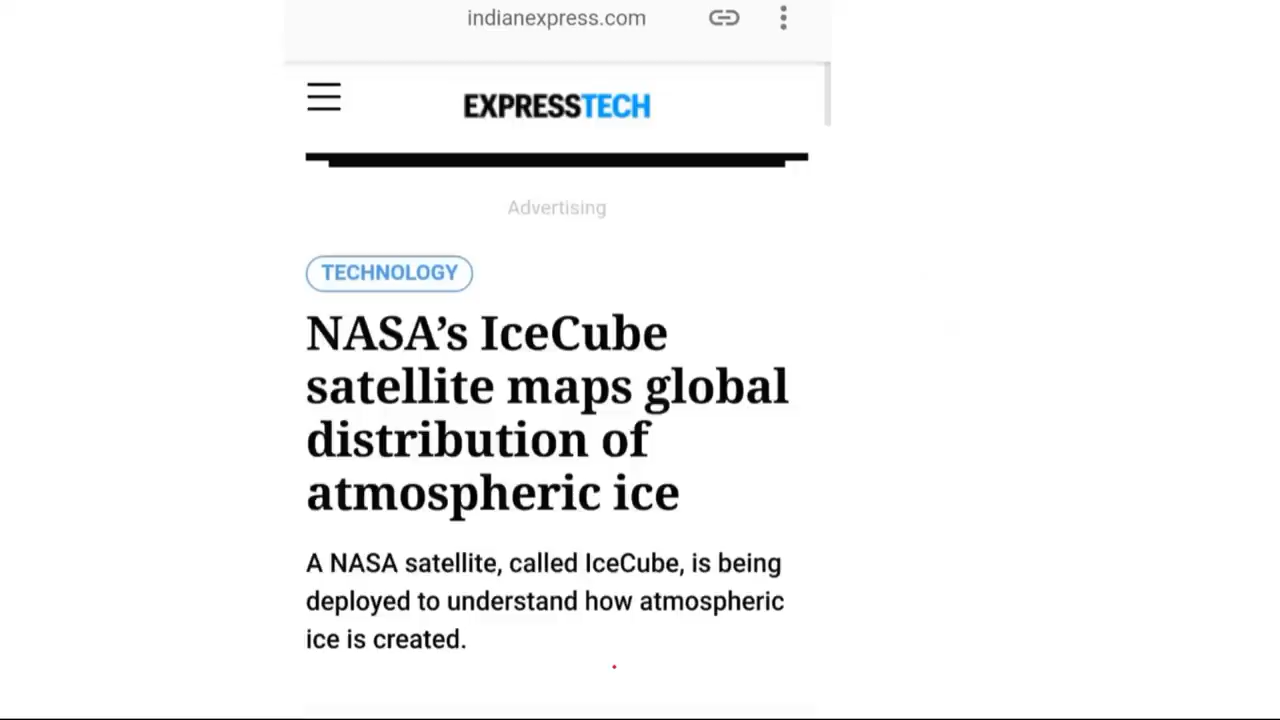 indianexpress.com
EXPRESSTECH
Advertising
TECHNOLOGY
NASA’s IceCube
satellite maps global
distribution of
atmospheric ice
A NASA satellite, called IceCube, is being
deployed to understand how atmospheric
ice is created.